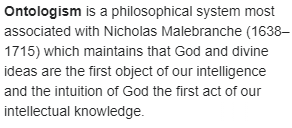 Ontologism is a philosophical system most
associated with Nicholas Malebranche (1638–
1715) which maintains that God and divine
ideas are the first object of our intelligence
and the intuition of God the first act of our
intellectual knowledge.